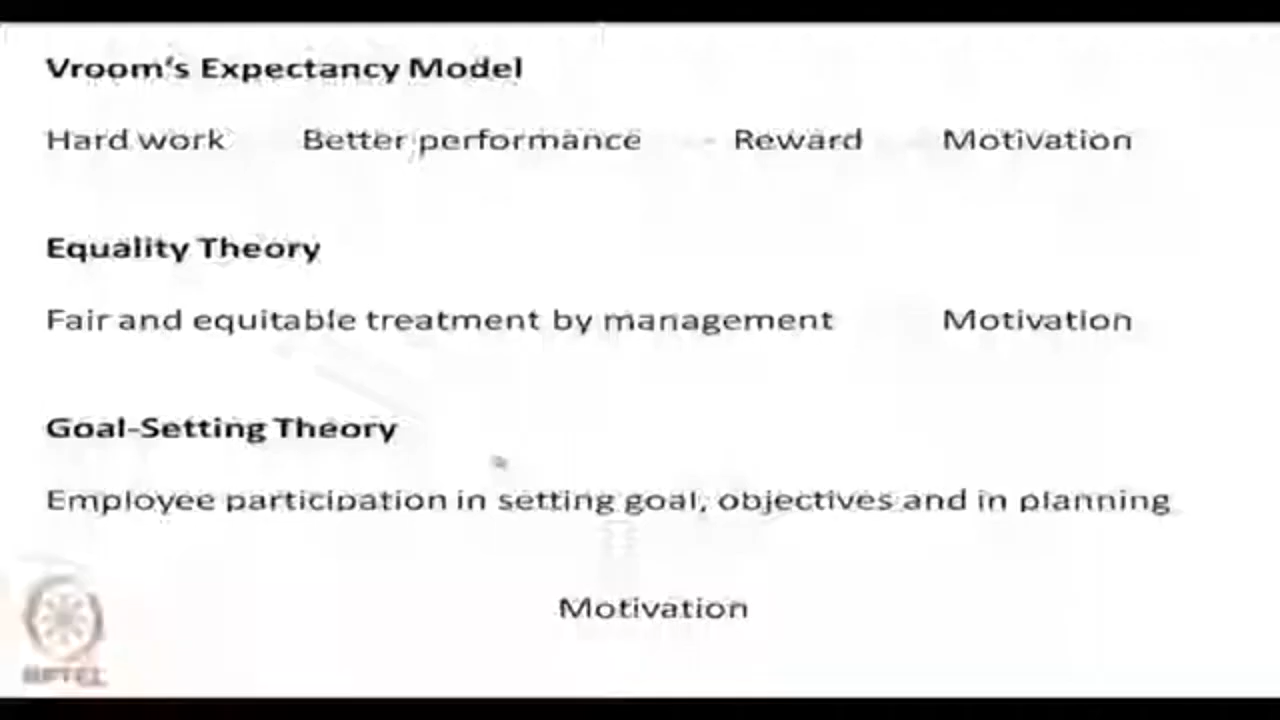 Vroom's Expectancy Model
Hard work Better performance Reward Motivation
Equality Theory
Fair and equitable treatment by management Motivation
Goal-Setting Theory
Employee participation in setting goal, objectives and in planning
Motivation
NPTEL